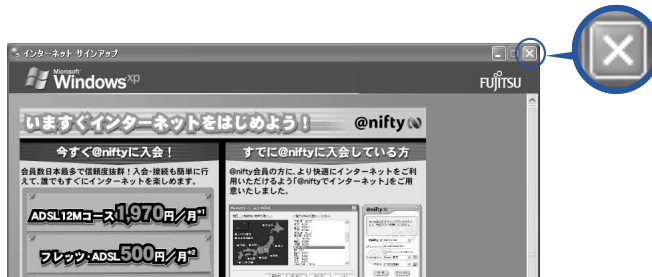 インターネット サインアップ
Microsoft
Windows xp
FUJITSU
いますぐインターネットをはじめよう!
@nifty
今すぐ@niftyに入会!
会員数日本最多で信頼度抜群!入会・接続も簡単に行
えて、誰でもすぐにインターネットを楽しめます。
ADSL12Mコース1,970円/月*1
フレッツ・ADSL500円/月*2
すでに@niftyに入会している方
@nifty会員の方に、より快適にインターネットをご利
用いただけるよう「@niftyでインターネット」をご用
意いたしました。
@nifty